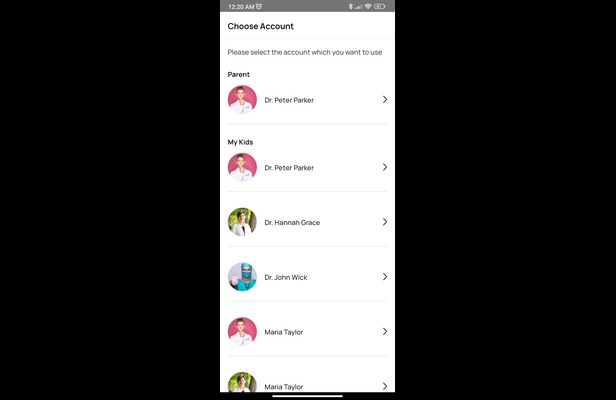 12:20 AM
Choose Account
Please select the account which you want to use
Parent
Dr. Peter Parker
My Kids
Dr. Peter Parker
Dr. Hannah Grace
Dr. John Wick
Maria Taylor
Maria Taylor